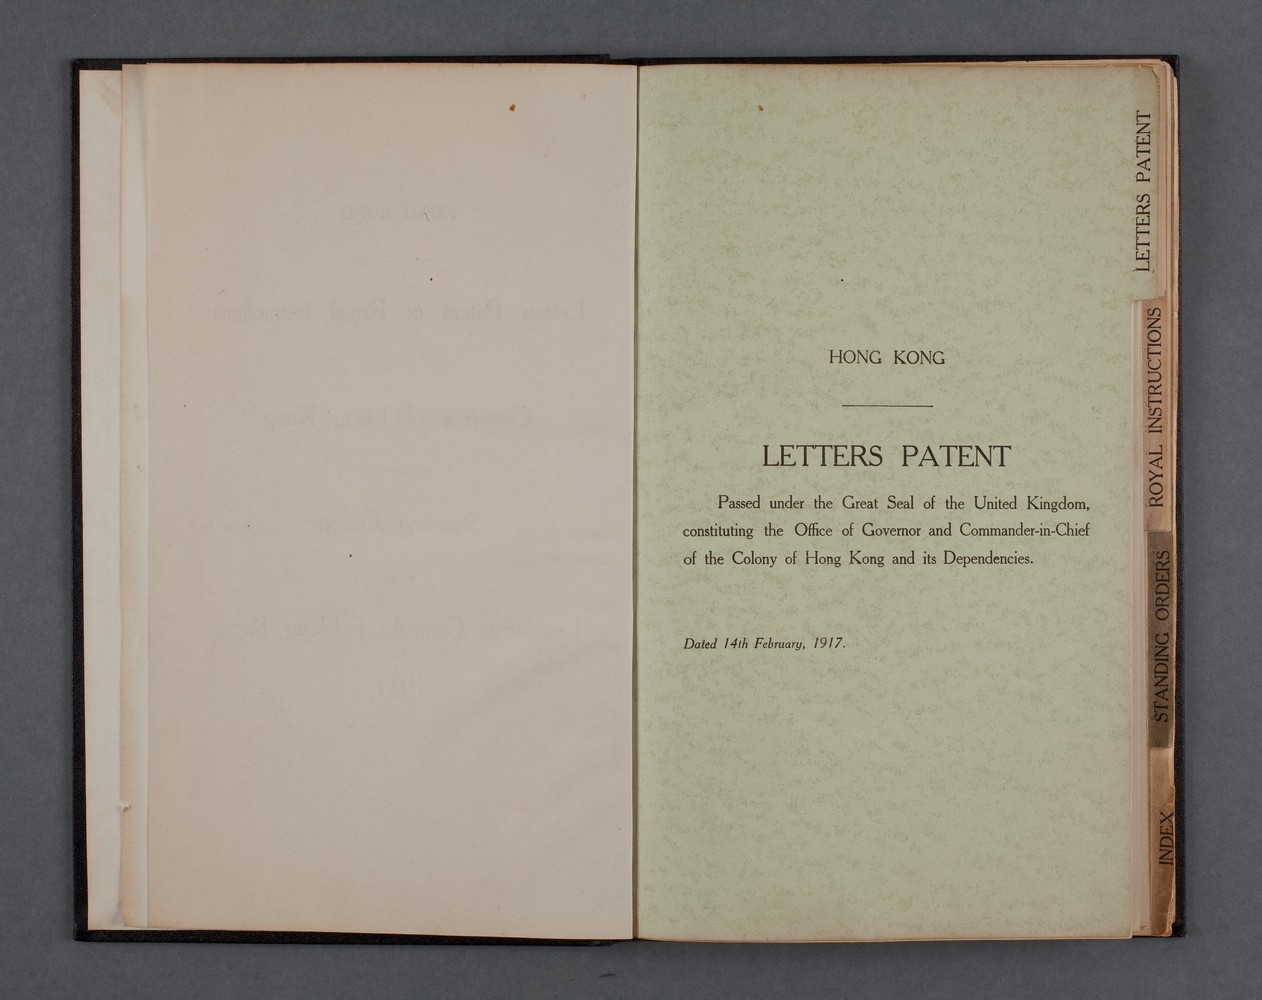 HONG KONG
LETTERS PATENT
Passed under the Great Seal of the United Kingdom,
constituting the Office of Governor and Commander-in-Chief
of the Colony of Hong Kong and its Dependencies.
Dated 14th February, 1917.
LETTERS PATENT
ROYAL INSTRUCTIONS
STANDING ORDERS
INDEX